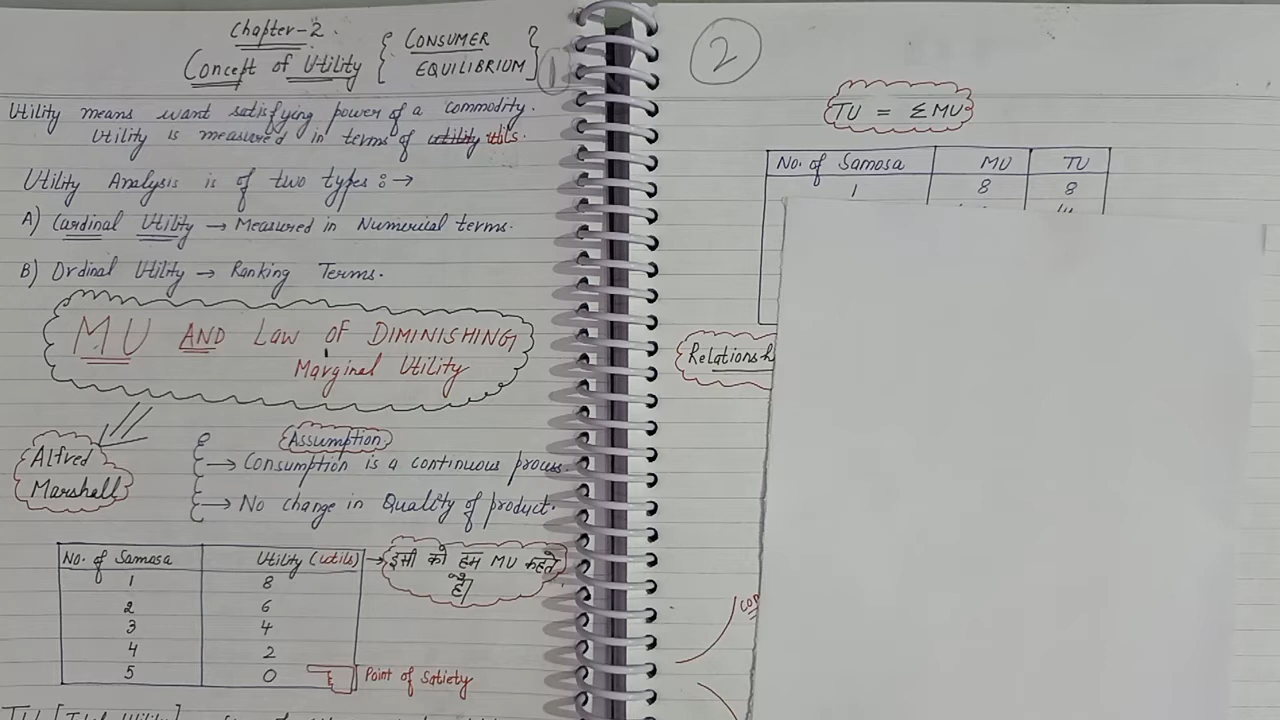 Chapter-2.
Concept of Utility { CONSUMER EQUILIBRIUM }
1
Utility means want satisfying power of a commodity.
Utility is measured in terms of utility utils.
Utility Analysis is of two types :→
A) Cardinal Utility → Measured in Numerical terms.
B) Ordinal Utility → Ranking Terms.
MU AND Law of DIMINISHING
Marginal Utility
Alfred
Marshell
Assumption
→ Consumption is a continuous process.
→ No change in Quality of product.
No. of Samosa Utility (utils) → इसी को हम MU कहते
है।
1 8
2 6
3 4
4 2
5 0 Point of Satiety
2
TU = ΣMU
No. of Samosa MU TU
1 8 8